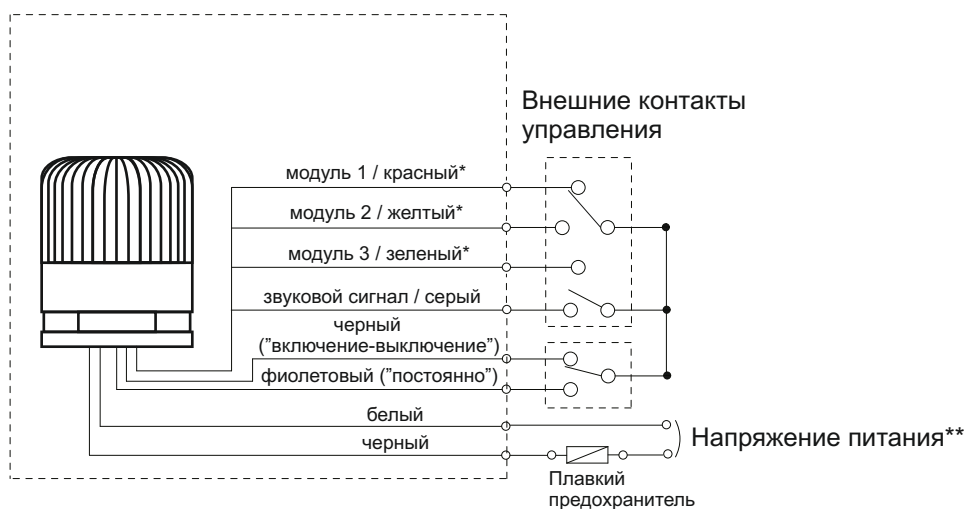 Внешние контакты
управления
модуль 1 / красный*
модуль 2 / желтый*
модуль 3 / зеленый*
звуковой сигнал / серый
черный
("включение-выключение")
фиолетовый ("постоянно")
белый
черный
Напряжение питания**
Плавкий
предохранитель